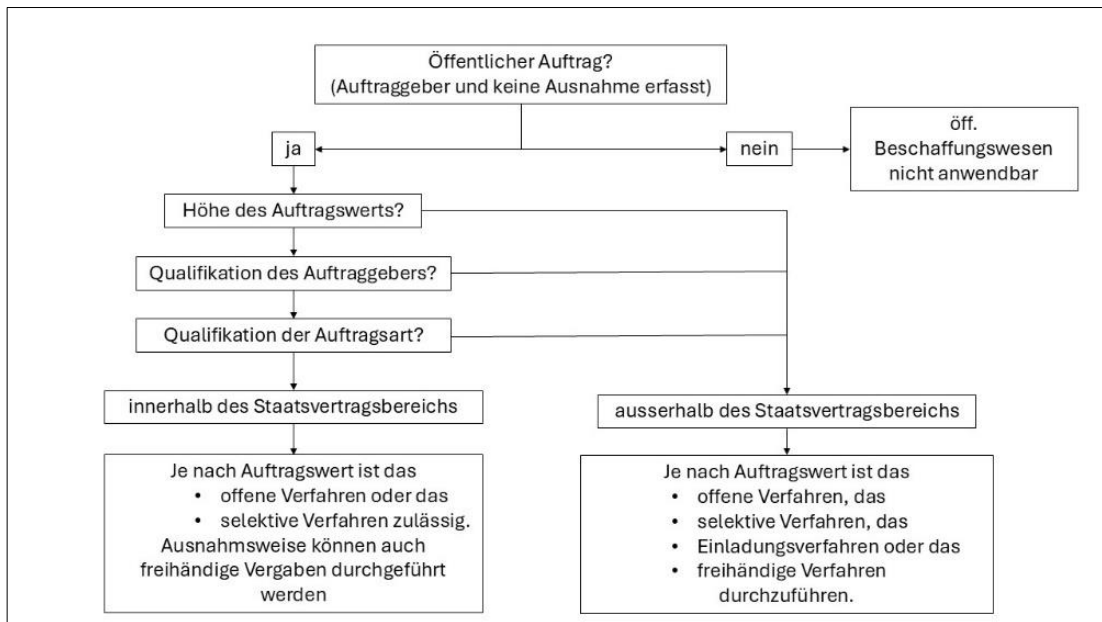 Öffentlicher Auftrag?
(Auftraggeber und keine Ausnahme erfasst)
ja
nein
öff.
Beschaffungswesen
nicht anwendbar
Höhe des Auftragswerts?
Qualifikation des Auftraggebers?
Qualifikation der Auftragsart?
innerhalb des Staatsvertragsbereichs
ausserhalb des Staatsvertragsbereichs
Je nach Auftragswert ist das
• offene Verfahren oder das
• selektive Verfahren zulässig.
Ausnahmsweise können auch
freihändige Vergaben durchgeführt
werden
Je nach Auftragswert ist das
• offene Verfahren, das
• selektive Verfahren, das
• Einladungsverfahren oder das
• freihändige Verfahren
durchzuführen.